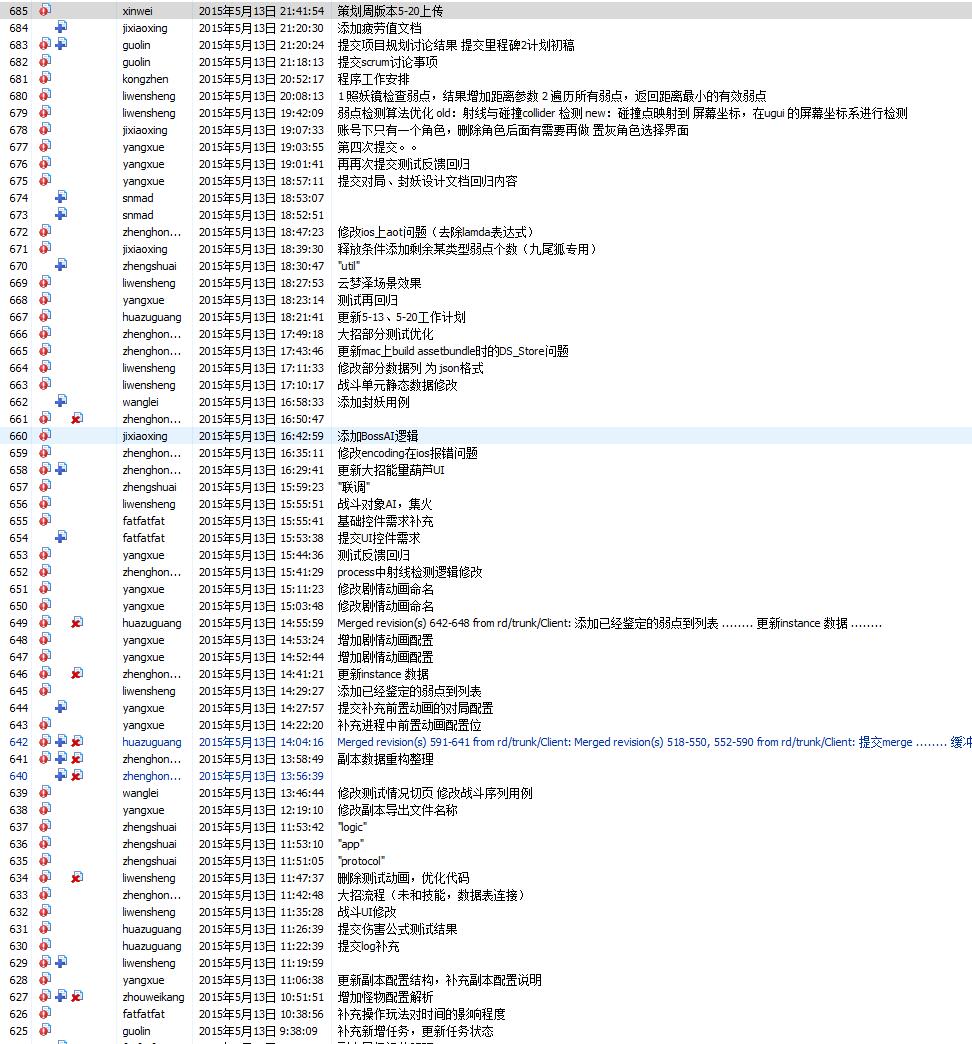 685 xinwei 2015年5月13日 21:41:54 策划周版本5-20上传
684 jixiaoxing 2015年5月13日 21:20:30 添加疲劳值文档
683 guolin 2015年5月13日 21:20:24 提交项目规划讨论结果 提交里程碑2计划初稿
682 guolin 2015年5月13日 21:18:13 提交scrum讨论事项
681 kongzhen 2015年5月13日 20:52:17 程序工作安排
680 liwensheng 2015年5月13日 20:08:13 1 照妖镜检查弱点，结果增加距离参数 2 遍历所有弱点，返回距离最小的有效弱点
679 liwensheng 2015年5月13日 19:42:09 弱点检测算法优化 old：射线与碰撞collider 检测 new：碰撞点映射到 屏幕坐标，在ugui 的屏幕坐标系进行检测
678 jixiaoxing 2015年5月13日 19:07:33 账号下只有一个角色，删除角色后面有需要再做 置灰角色选择界面
677 yangxue 2015年5月13日 19:03:55 第四次提交。。
676 yangxue 2015年5月13日 19:01:41 再再次提交测试反馈回归
675 yangxue 2015年5月13日 18:57:11 提交对局、封妖设计文档回归内容
674 snmad 2015年5月13日 18:53:07
673 snmad 2015年5月13日 18:52:51
672 zhenghon... 2015年5月13日 18:47:23 修改ios上aot问题（去除lamda表达式）
671 jixiaoxing 2015年5月13日 18:39:30 释放条件添加剩余某类型弱点个数（九尾狐专用）
670 zhengshuai 2015年5月13日 18:30:47 "util"
669 liwensheng 2015年5月13日 18:27:53 云梦泽场景效果
668 yangxue 2015年5月13日 18:23:14 测试再回归
667 huazuguang 2015年5月13日 18:21:41 更新5-13、5-20工作计划
666 zhenghon... 2015年5月13日 17:49:18 大招部分测试优化
665 zhenghon... 2015年5月13日 17:43:46 更新mac上build assetbundle时的DS_Store问题
664 liwensheng 2015年5月13日 17:11:33 修改部分数据列 为 json格式
663 liwensheng 2015年5月13日 17:10:17 战斗单元静态数据修改
662 wanglei 2015年5月13日 16:58:33 添加封妖用例
661 zhenghon... 2015年5月13日 16:50:47
660 jixiaoxing 2015年5月13日 16:42:59 添加BossAI逻辑
659 zhenghon... 2015年5月13日 16:35:11 修改encoding在ios报错问题
658 zhenghon... 2015年5月13日 16:29:41 更新大招能量葫芦UI
657 zhengshuai 2015年5月13日 15:59:23 "联调"
656 liwensheng 2015年5月13日 15:55:51 战斗对象AI，集火
655 fatfatfat 2015年5月13日 15:55:41 基础控件需求补充
654 fatfatfat 2015年5月13日 15:53:38 提交UI控件需求
653 yangxue 2015年5月13日 15:44:36 测试反馈回归
652 zhenghon... 2015年5月13日 15:41:29 process中射线检测逻辑修改
651 yangxue 2015年5月13日 15:11:23 修改剧情动画命名
650 yangxue 2015年5月13日 15:03:48 修改剧情动画命名
649 huazuguang 2015年5月13日 14:55:59 Merged revision(s) 642-648 from rd/trunk/Client: 添加已经鉴定的弱点到列表 ........ 更新instance 数据 ........
648 yangxue 2015年5月13日 14:53:24 增加剧情动画配置
647 yangxue 2015年5月13日 14:52:44 增加剧情动画配置
646 zhenghon... 2015年5月13日 14:41:21 更新instance 数据
645 liwensheng 2015年5月13日 14:29:27 添加已经鉴定的弱点到列表
644 yangxue 2015年5月13日 14:27:57 提交补充前置动画的对局配置
643 yangxue 2015年5月13日 14:22:20 补充进程中前置动画配置位
642 huazuguang 2015年5月13日 14:04:16 Merged revision(s) 591-641 from rd/trunk/Client: Merged revision(s) 518-550, 552-590 from rd/trunk/Client: 提交merge ........ 缓冲
641 zhenghon... 2015年5月13日 13:58:49 副本数据重构整理
640 zhenghon... 2015年5月13日 13:56:39
639 wanglei 2015年5月13日 13:46:44 修改测试情况切页 修改战斗序列用例
638 yangxue 2015年5月13日 12:19:10 修改副本导出文件名称
637 zhengshuai 2015年5月13日 11:53:42 "logic"
636 zhengshuai 2015年5月13日 11:53:10 "app"
635 zhengshuai 2015年5月13日 11:51:05 "protocol"
634 liwensheng 2015年5月13日 11:47:37 删除测试动画，优化代码
633 zhenghon... 2015年5月13日 11:42:48 大招流程（未和技能，数据表连接）
632 liwensheng 2015年5月13日 11:35:28 战斗UI修改
631 huazuguang 2015年5月13日 11:26:39 提交伤害公式测试结果
630 huazuguang 2015年5月13日 11:22:39 提交log补充
629 liwensheng 2015年5月13日 11:19:59
628 yangxue 2015年5月13日 11:06:38 更新副本配置结构，补充副本配置说明
627 zhouweikang 2015年5月13日 10:51:51 增加怪物配置解析
626 fatfatfat 2015年5月13日 10:38:56 补充操作玩法对时间的影响程度
625 guolin 2015年5月13日 9:38:09 补充新增任务，更新任务状态